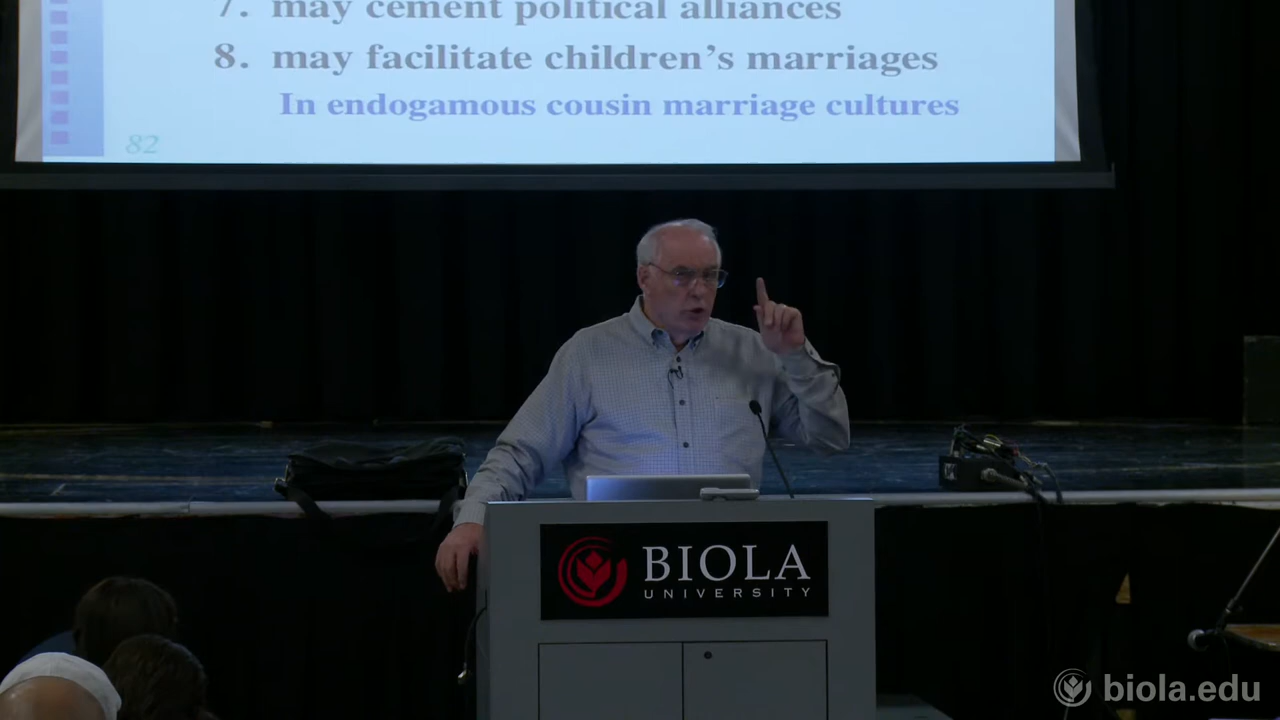 7. may cement political alliances
8. may facilitate children's marriages
In endogamous cousin marriage cultures
82
BIOLA
UNIVERSITY
biola.edu